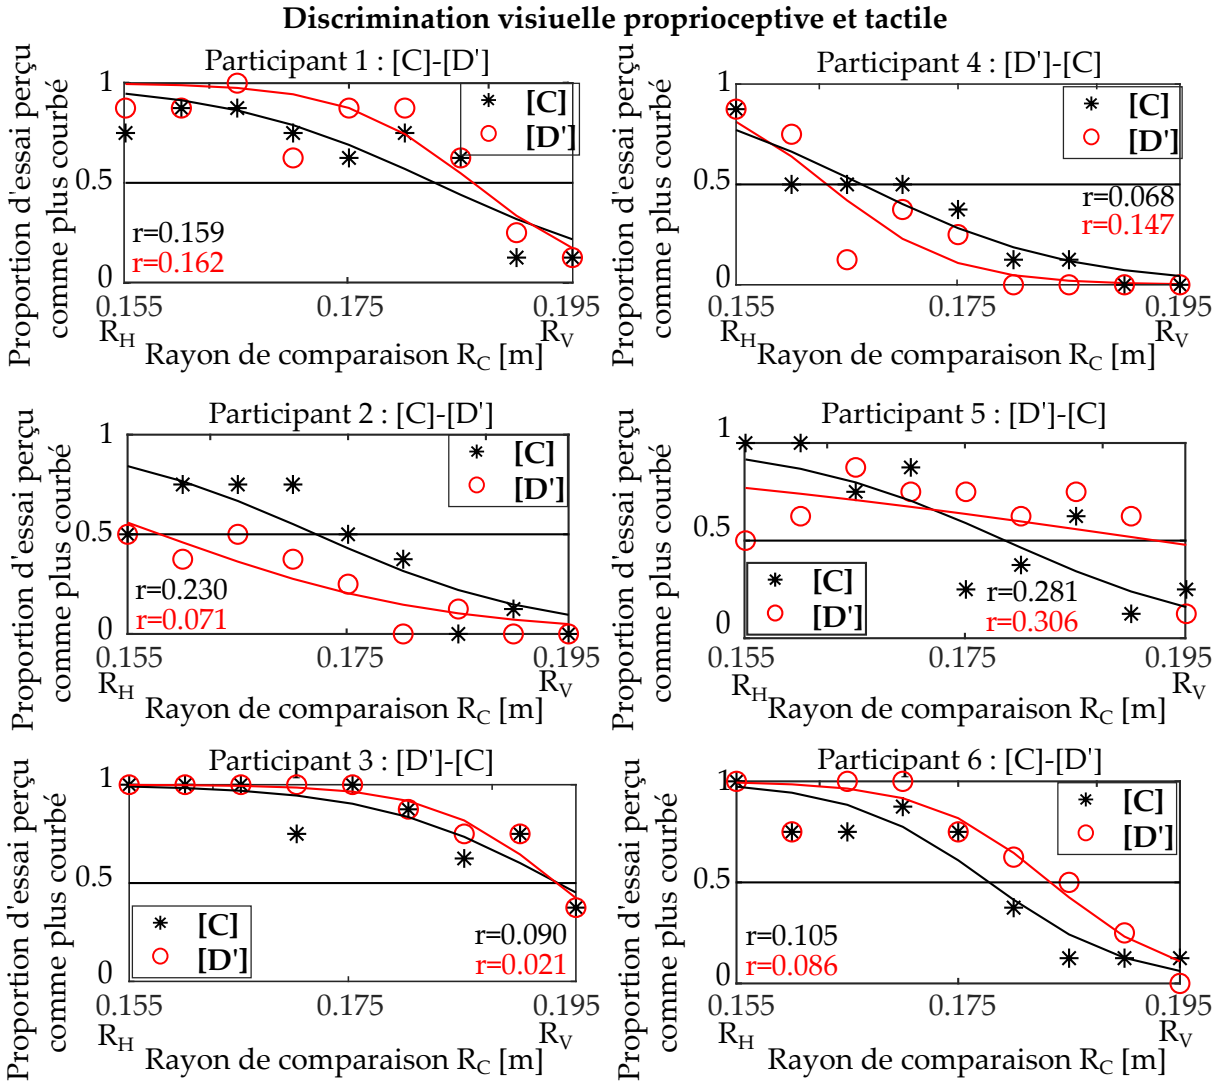 Discrimination visiuelle proprioceptive et tactile
Participant 1 : [C]-[D']
Proportion d'essai perçu
comme plus courbé
1
0.5
0
[C]
[D']
r=0.159
r=0.162
0.155
0.175
0.195
R_H
R_V
Rayon de comparaison R_C [m]
Participant 4 : [D']-[C]
Proportion d'essai perçu
comme plus courbé
1
0.5
0
[C]
[D']
r=0.068
r=0.147
0.155
0.175
0.195
R_H
R_V
Rayon de comparaison R_C [m]
Participant 2 : [C]-[D']
Proportion d'essai perçu
comme plus courbé
1
0.5
0
[C]
[D']
r=0.230
r=0.071
0.155
0.175
0.195
R_H
R_V
Rayon de comparaison R_C [m]
Participant 5 : [D']-[C]
Proportion d'essai perçu
comme plus courbé
1
0.5
0
[C]
[D']
r=0.281
r=0.306
0.155
0.175
0.195
R_H
R_V
Rayon de comparaison R_C [m]
Participant 3 : [D']-[C]
Proportion d'essai perçu
comme plus courbé
1
0.5
0
[C]
[D']
r=0.090
r=0.021
0.155
0.175
0.195
R_H
R_V
Rayon de comparaison R_C [m]
Participant 6 : [C]-[D']
Proportion d'essai perçu
comme plus courbé
1
0.5
0
[C]
[D']
r=0.105
r=0.086
0.155
0.175
0.195
R_H
R_V
Rayon de comparaison R_C [m]